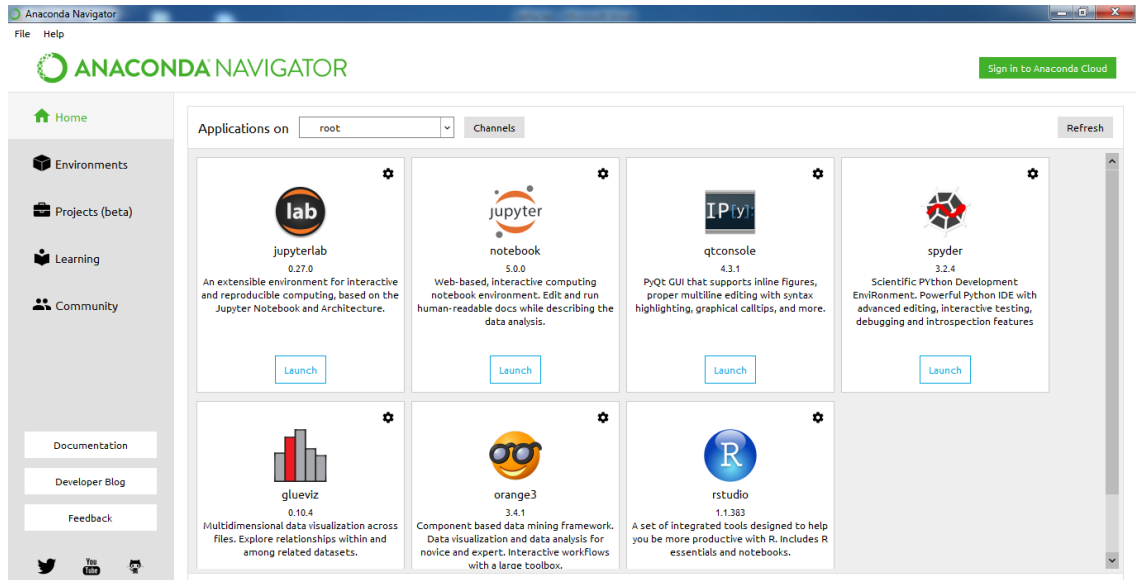 Anaconda Navigator
File Help
ANACONDA NAVIGATOR
Sign in to Anaconda Cloud
Home
Environments
Projects (beta)
Learning
Community
Documentation
Developer Blog
Feedback
You
Tube
Applications on root Channels Refresh
lab
jupyterlab
0.27.0
An extensible environment for interactive
and reproducible computing, based on the
Jupyter Notebook and Architecture.
Launch
jupyter
notebook
5.0.0
Web-based, interactive computing
notebook environment. Edit and run
human-readable docs while describing the
data analysis.
Launch
IP[y]:
qtconsole
4.3.1
PyQt GUI that supports inline figures,
proper multiline editing with syntax
highlighting, graphical calltips, and more.
Launch
spyder
3.2.4
Scientific PYthon Development
EnviRonment. Powerful Python IDE with
advanced editing, interactive testing,
debugging and introspection features
Launch
glueviz
0.10.4
Multidimensional data visualization across
files. Explore relationships within and
among related datasets.
orange3
3.4.1
Component based data mining framework.
Data visualization and data analysis for
novice and expert. Interactive workflows
with a large toolbox.
R
rstudio
1.1.383
A set of integrated tools designed to help
you be more productive with R. Includes R
essentials and notebooks.